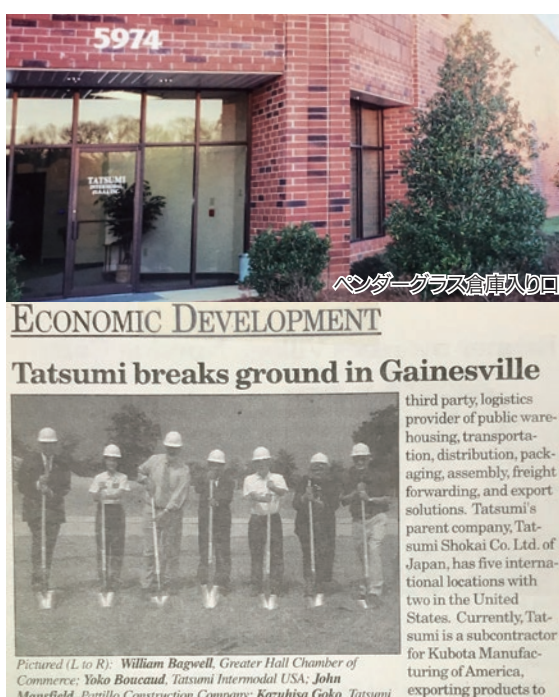 5974
TATSUMI
INTERMODAL
U.S.A., INC.
ペンダーグラス倉庫入り口
ECONOMIC DEVELOPMENT
Tatsumi breaks ground in Gainesville
third party, logistics
provider of public ware-
housing, transporta-
tion, distribution, pack-
aging, assembly, freight
forwarding, and export
solutions. Tatsumi's
parent company, Tat-
sumi Shokai Co. Ltd. of
Japan, has five interna-
tional locations with
two in the United
States. Currently, Tat-
sumi is a subcontractor
for Kubota Manufac-
turing of America,
exporting products to
Pictured (L to R): William Bagwell, Greater Hall Chamber of
Commerce; Yoko Boucaud, Tatsumi Intermodal USA; John
Mansfield, Pattillo Construction Company; Kazuhisa Goko, Tatsumi